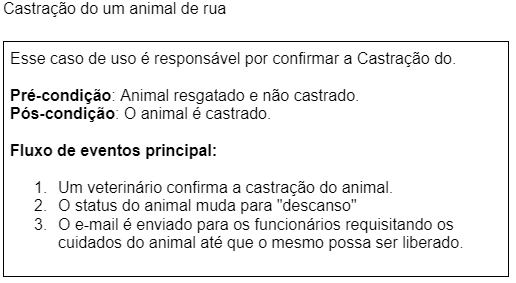 Castração do um animal de rua
Esse caso de uso é responsável por confirmar a Castração do.
Pré-condição: Animal resgatado e não castrado.
Pós-condição: O animal é castrado.
Fluxo de eventos principal:
1. Um veterinário confirma a castração do animal.
2. O status do animal muda para "descanso"
3. O e-mail é enviado para os funcionários requisitando os
cuidados do animal até que o mesmo possa ser liberado.